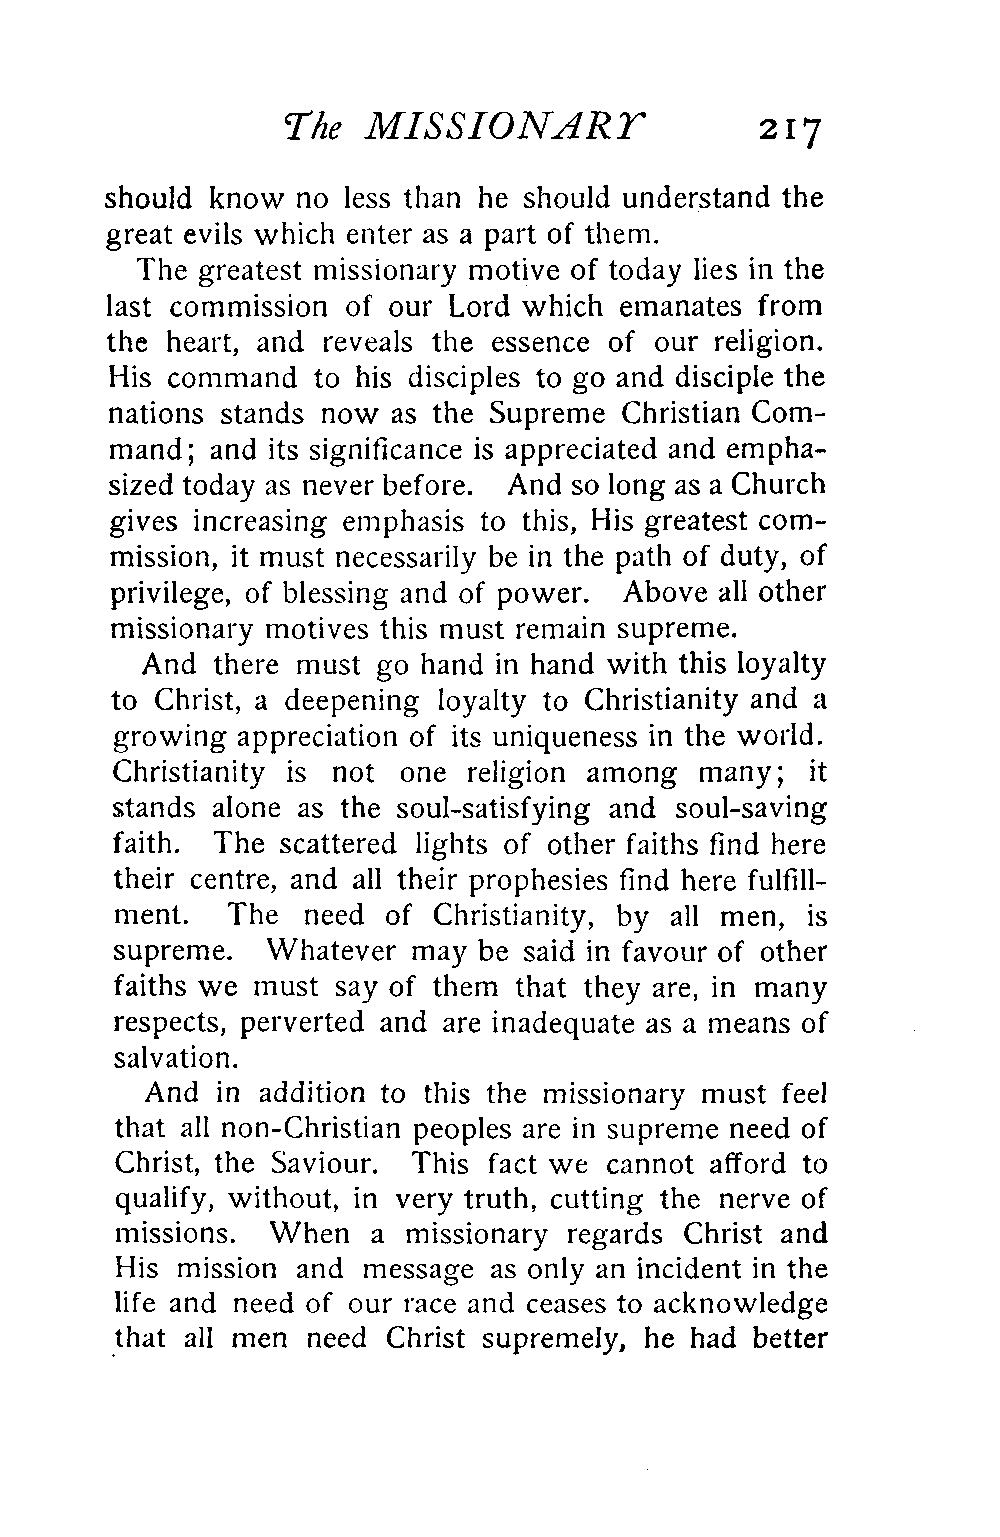 The MISSIONARY 217
should know no less than he should understand the
great evils which enter as a part of them.
The greatest missionary motive of today lies in the
last commission of our Lord which emanates from
the heart, and reveals the essence of our religion.
His command to his disciples to go and disciple the
nations stands now as the Supreme Christian Com-
mand; and its significance is appreciated and empha-
sized today as never before. And so long as a Church
gives increasing emphasis to this, His greatest com-
mission, it must necessarily be in the path of duty, of
privilege, of blessing and of power. Above all other
missionary motives this must remain supreme.
And there must go hand in hand with this loyalty
to Christ, a deepening loyalty to Christianity and a
growing appreciation of its uniqueness in the world.
Christianity is not one religion among many; it
stands alone as the soul-satisfying and soul-saving
faith. The scattered lights of other faiths find here
their centre, and all their prophesies find here fulfill-
ment. The need of Christianity, by all men, is
supreme. Whatever may be said in favour of other
faiths we must say of them that they are, in many
respects, perverted and are inadequate as a means of
salvation.
And in addition to this the missionary must feel
that all non-Christian peoples are in supreme need of
Christ, the Saviour. This fact we cannot afford to
qualify, without, in very truth, cutting the nerve of
missions. When a missionary regards Christ and
His mission and message as only an incident in the
life and need of our race and ceases to acknowledge
that all men need Christ supremely, he had better